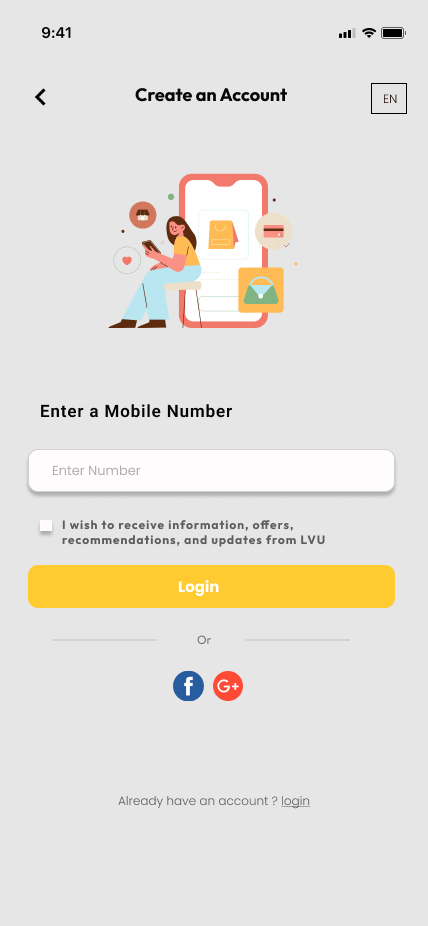 9:41
Create an Account
EN
Enter a Mobile Number
Enter Number
I wish to receive information, offers,
recommendations, and updates from LVU
Login
Or
f G+
Already have an account ? login